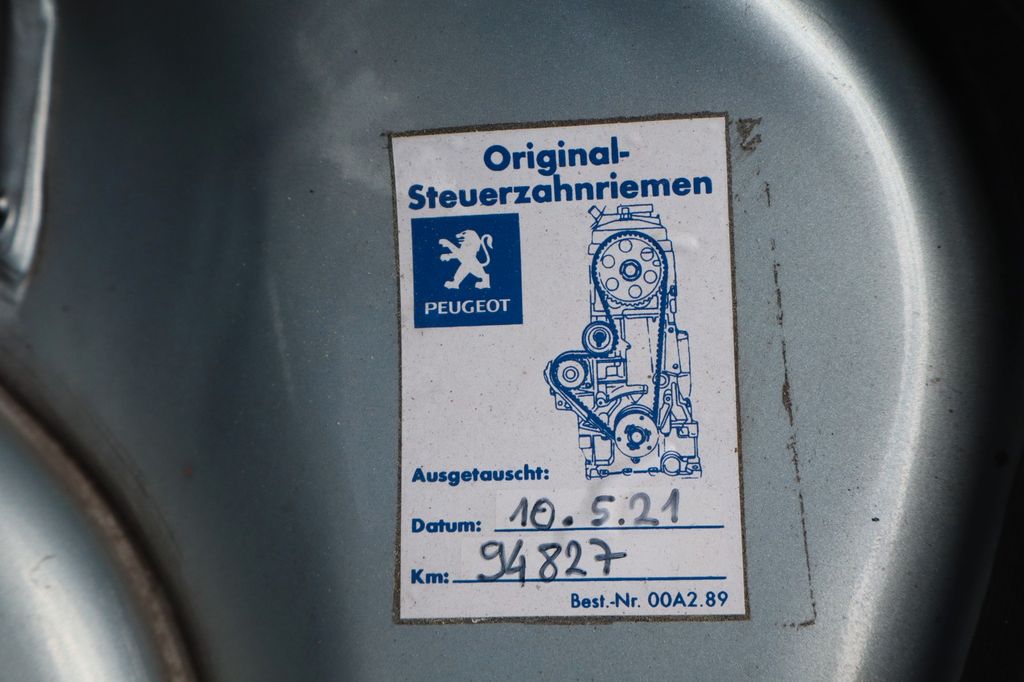 Original-
Steuerzahnriemen
PEUGEOT
Ausgetauscht:
Datum: 10.5.21
Km: 94827
Best.-Nr. 00A2.89